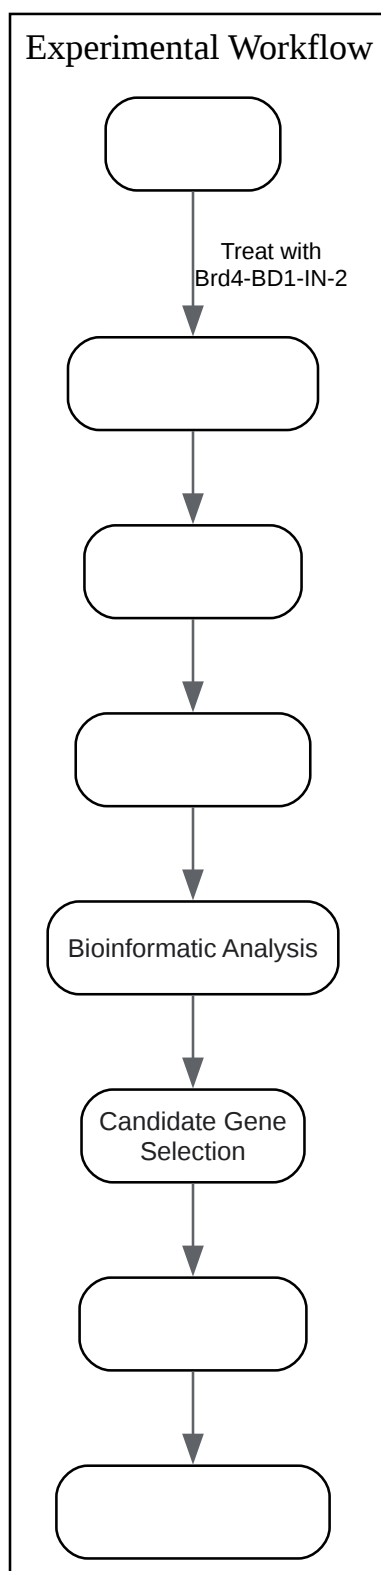 Experimental Workflow
Treat with
Brd4-BD1-IN-2
Bioinformatic Analysis
Candidate Gene
Selection